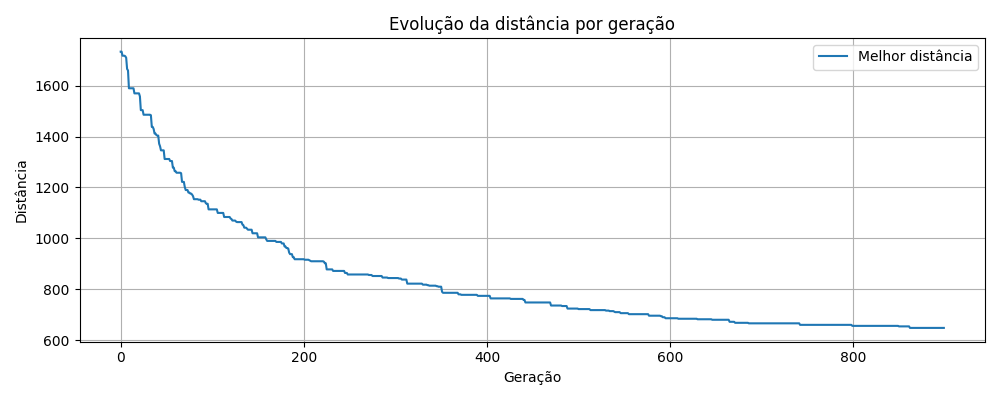 Evolução da distância por geração
Melhor distância
Distância
1600
1400
1200
1000
800
600
0 200 400 600 800
Geração